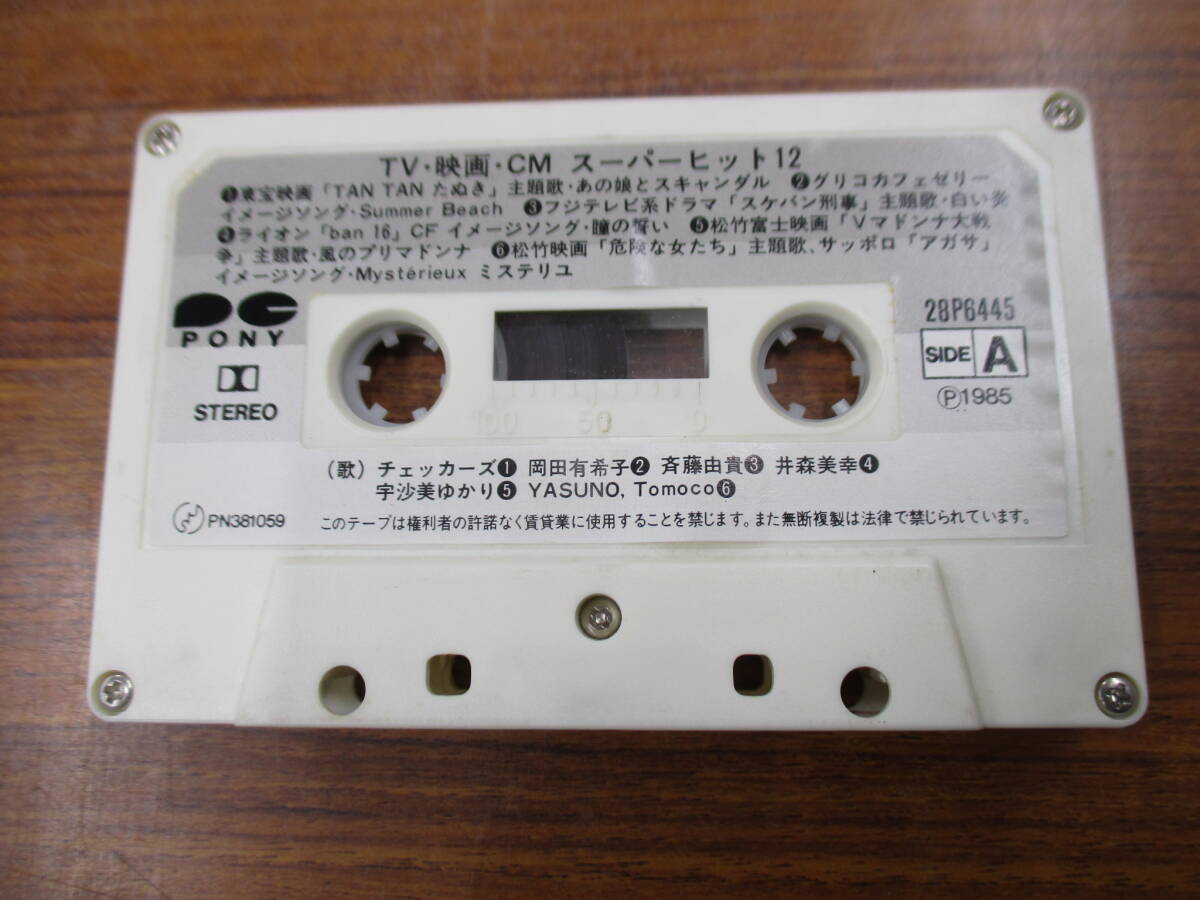 TV・映画・CM スーパーヒット12
❶東宝映画「TAN TAN たぬき」主題歌・あの娘とスキャンダル ❷グリコカフェゼリー
イメージソング・Summer Beach ❸フジテレビ系ドラマ「スケバン刑事」主題歌・白い炎
❹ライオン「ban 16」CF イメージソング・瞳の誓い ❺松竹富士映画「Vマドンナ大戦
争」主題歌・風のプリマドンナ ❻松竹映画「危険な女たち」主題歌、サッポロ「アガサ」
イメージソング・Mystérieux ミステリユ
PONY
STEREO
28P6445
SIDE A
Ⓟ1985
100 50 0
(歌) チェッカーズ❶ 岡田有希子❷ 斉藤由貴❸ 井森美幸❹
宇沙美ゆかり❺ YASUNO, Tomoco❻
PN381059
このテープは権利者の許諾なく賃貸業に使用することを禁じます。また無断複製は法律で禁じられています。